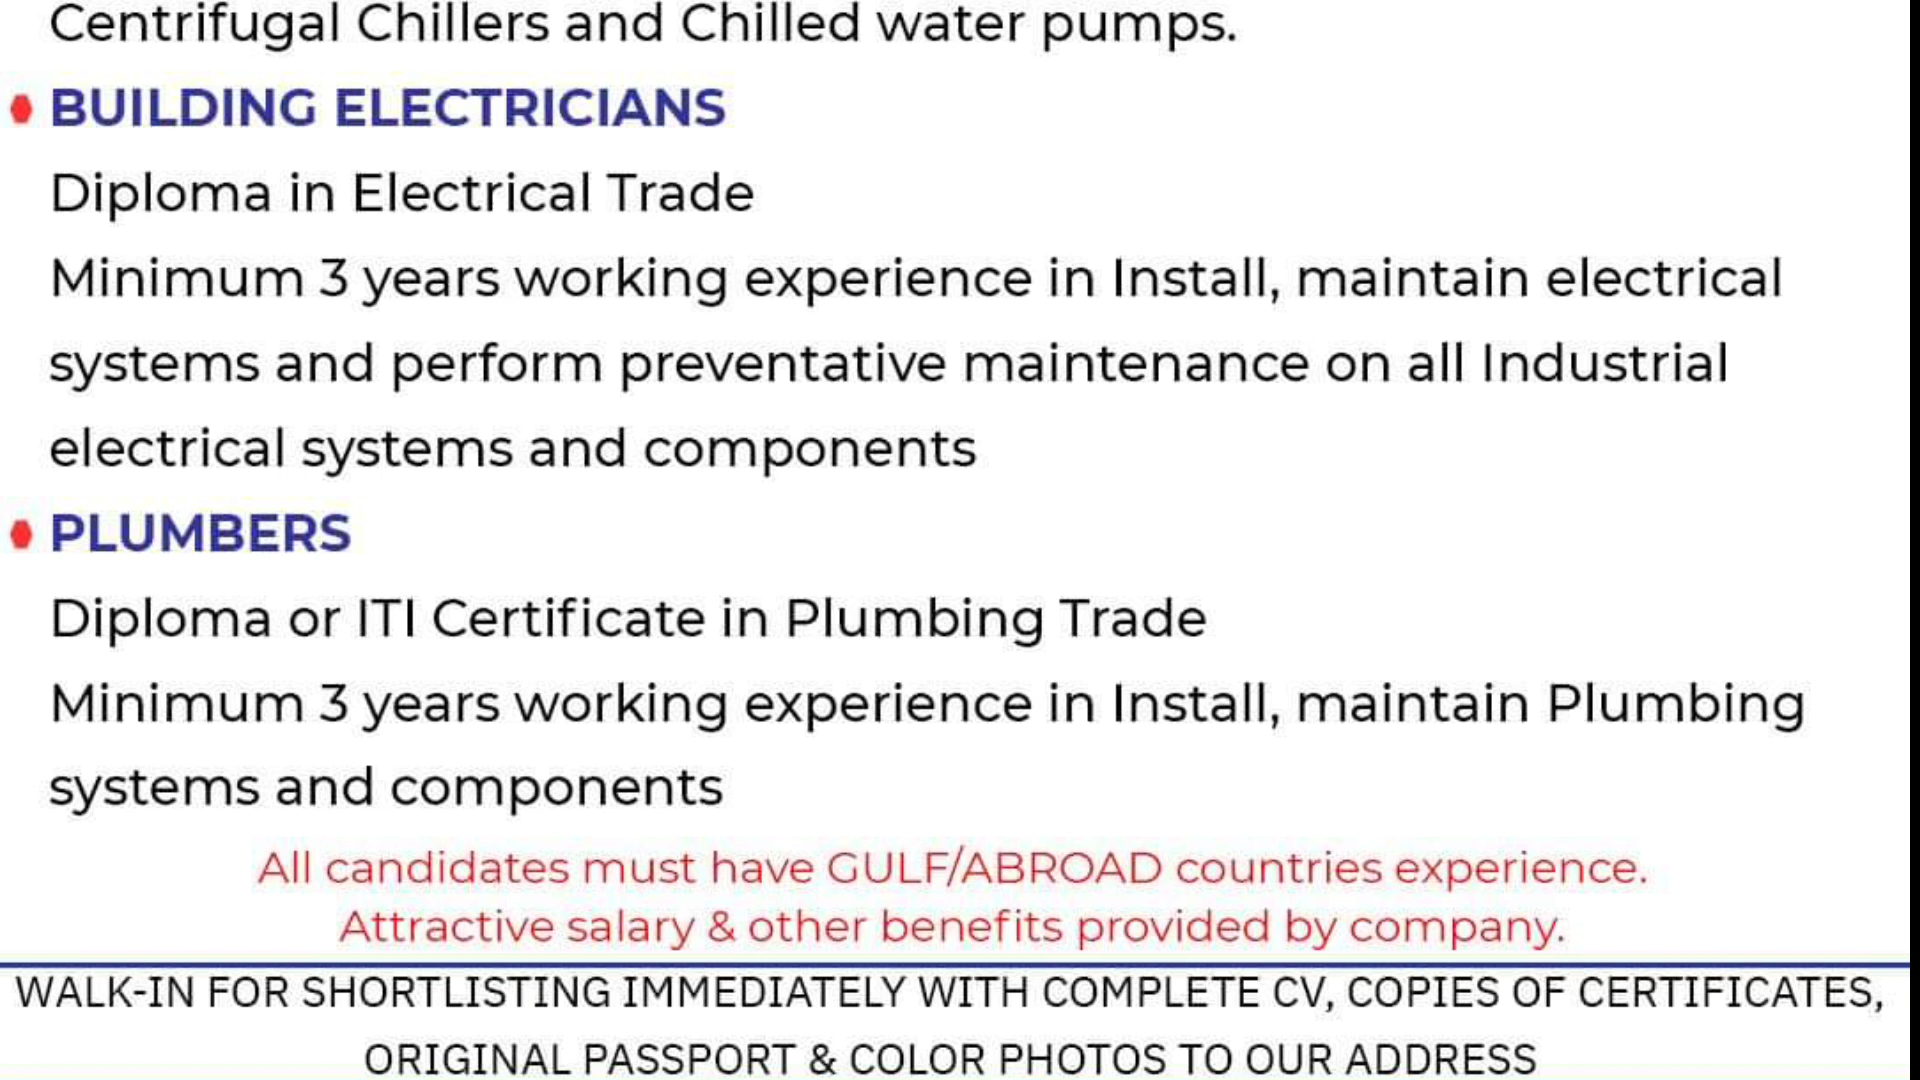 Centrifugal Chillers and Chilled water pumps.
BUILDING ELECTRICIANS
Diploma in Electrical Trade
Minimum 3 years working experience in Install, maintain electrical
systems and perform preventative maintenance on all Industrial
electrical systems and components
PLUMBERS
Diploma or ITI Certificate in Plumbing Trade
Minimum 3 years working experience in Install, maintain Plumbing
systems and components
All candidates must have GULF/ABROAD countries experience.
Attractive salary & other benefits provided by company.
WALK-IN FOR SHORTLISTING IMMEDIATELY WITH COMPLETE CV, COPIES OF CERTIFICATES,
ORIGINAL PASSPORT & COLOR PHOTOS TO OUR ADDRESS